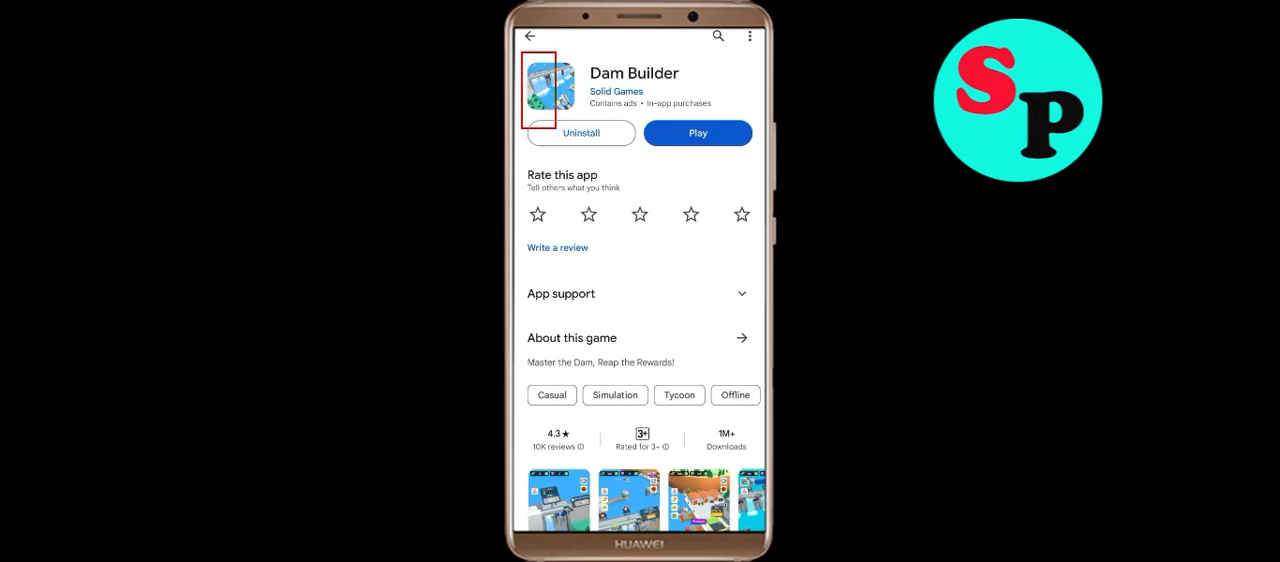 Dam Builder
Solid Games
Contains ads • In-app purchases
Uninstall
Play
Rate this app
Tell others what you think
Write a review
App support
About this game
Master the Dam, Reap the Rewards!
Casual
Simulation
Tycoon
Offline
4.3★
3+
1M+
10K reviews
Rated for 3+
Downloads
HUAWEI
SP